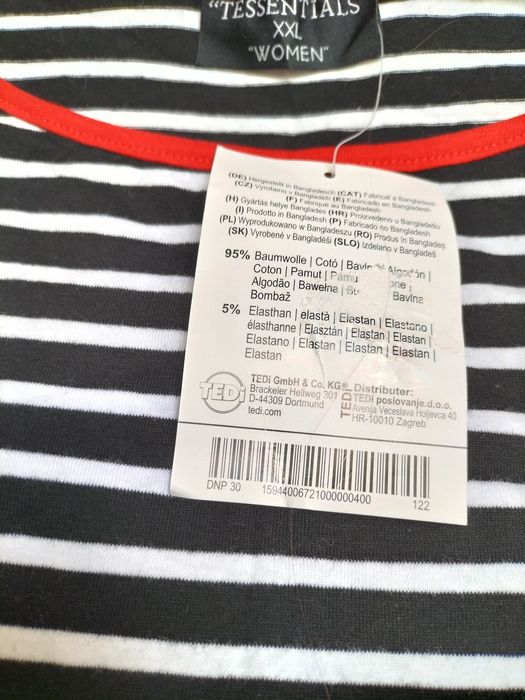 "TESSENTIALS
XXL
"WOMEN"
(DE) Hergestellt in Bangladesch (CAT) Fabricat a Bangladesh
(CZ) Vyrobeno v Bangladéši (E) Fabricado en Bangladesh
(F) Fabriqué au Bangladesh
(H) Gyártás helye Banglades (HR) Proizvedeno u Bangladešu
(I) Prodotto in Bangladesh (P) Fabricado no Bangladesh
(PL) Wyprodukowano w Bangladeszu (RO) Produs în Bangladeș
(SK) Vyrobené v Bangladéši (SLO) Izdelano v Bangladeš
95% Baumwolle | Cotó | Algodón |
Coton | Pamut |
Algodão | Bawełna | Bavlna
Bombaž
5% Elasthan | elastà | Elastan | Elastano |
élasthanne | Elasztán | Elastan | Elastan |
Elastano | Elastan | Elastan | Elastan |
Elastan
TEDi
TEDi GmbH & Co. KG®
Brackeler Hellweg 301
D-44309 Dortmund
tedi.com
TEDi
Distributer:
TEDi poslovanje.d.o.o.
Avenija Veceslava Holjevca 40
HR-10010 Zagreb
DNP 30 15944006721000000400 122